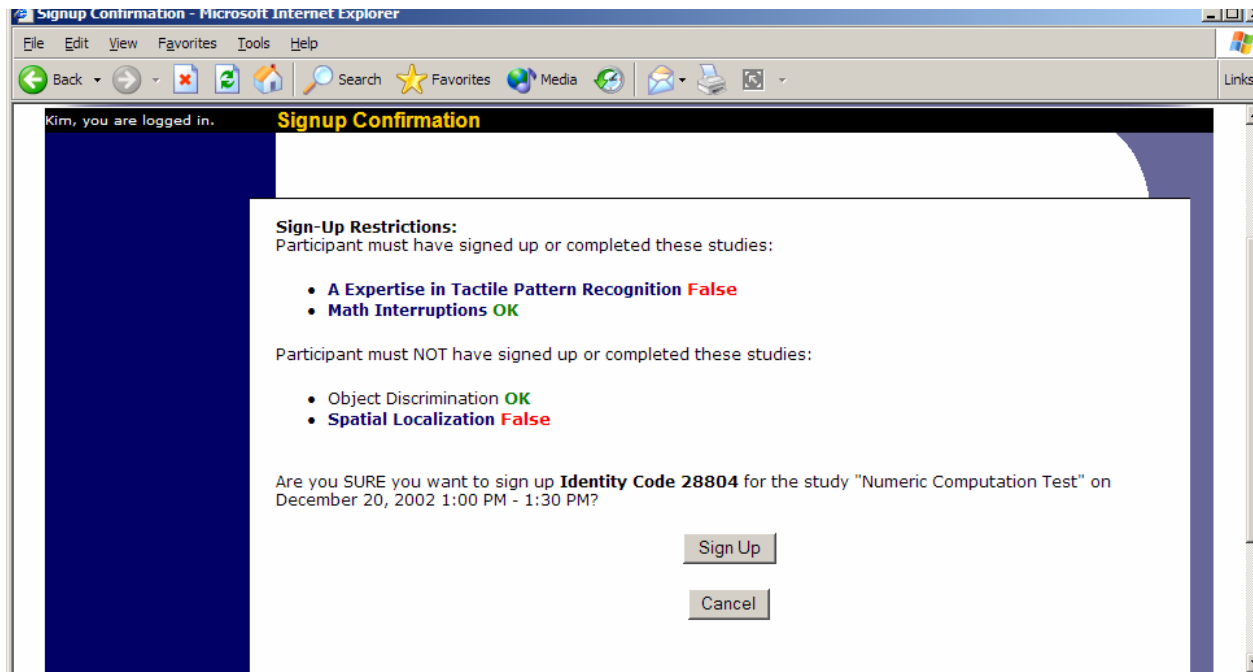 Signup Confirmation - Microsoft Internet Explorer
File Edit View Favorites Tools Help
Back Search Favorites Media Links
Kim, you are logged in. Signup Confirmation
Sign-Up Restrictions:
Participant must have signed up or completed these studies:
• A Expertise in Tactile Pattern Recognition False
• Math Interruptions OK
Participant must NOT have signed up or completed these studies:
• Object Discrimination OK
• Spatial Localization False
Are you SURE you want to sign up Identity Code 28804 for the study "Numeric Computation Test" on
December 20, 2002 1:00 PM - 1:30 PM?
Sign Up
Cancel